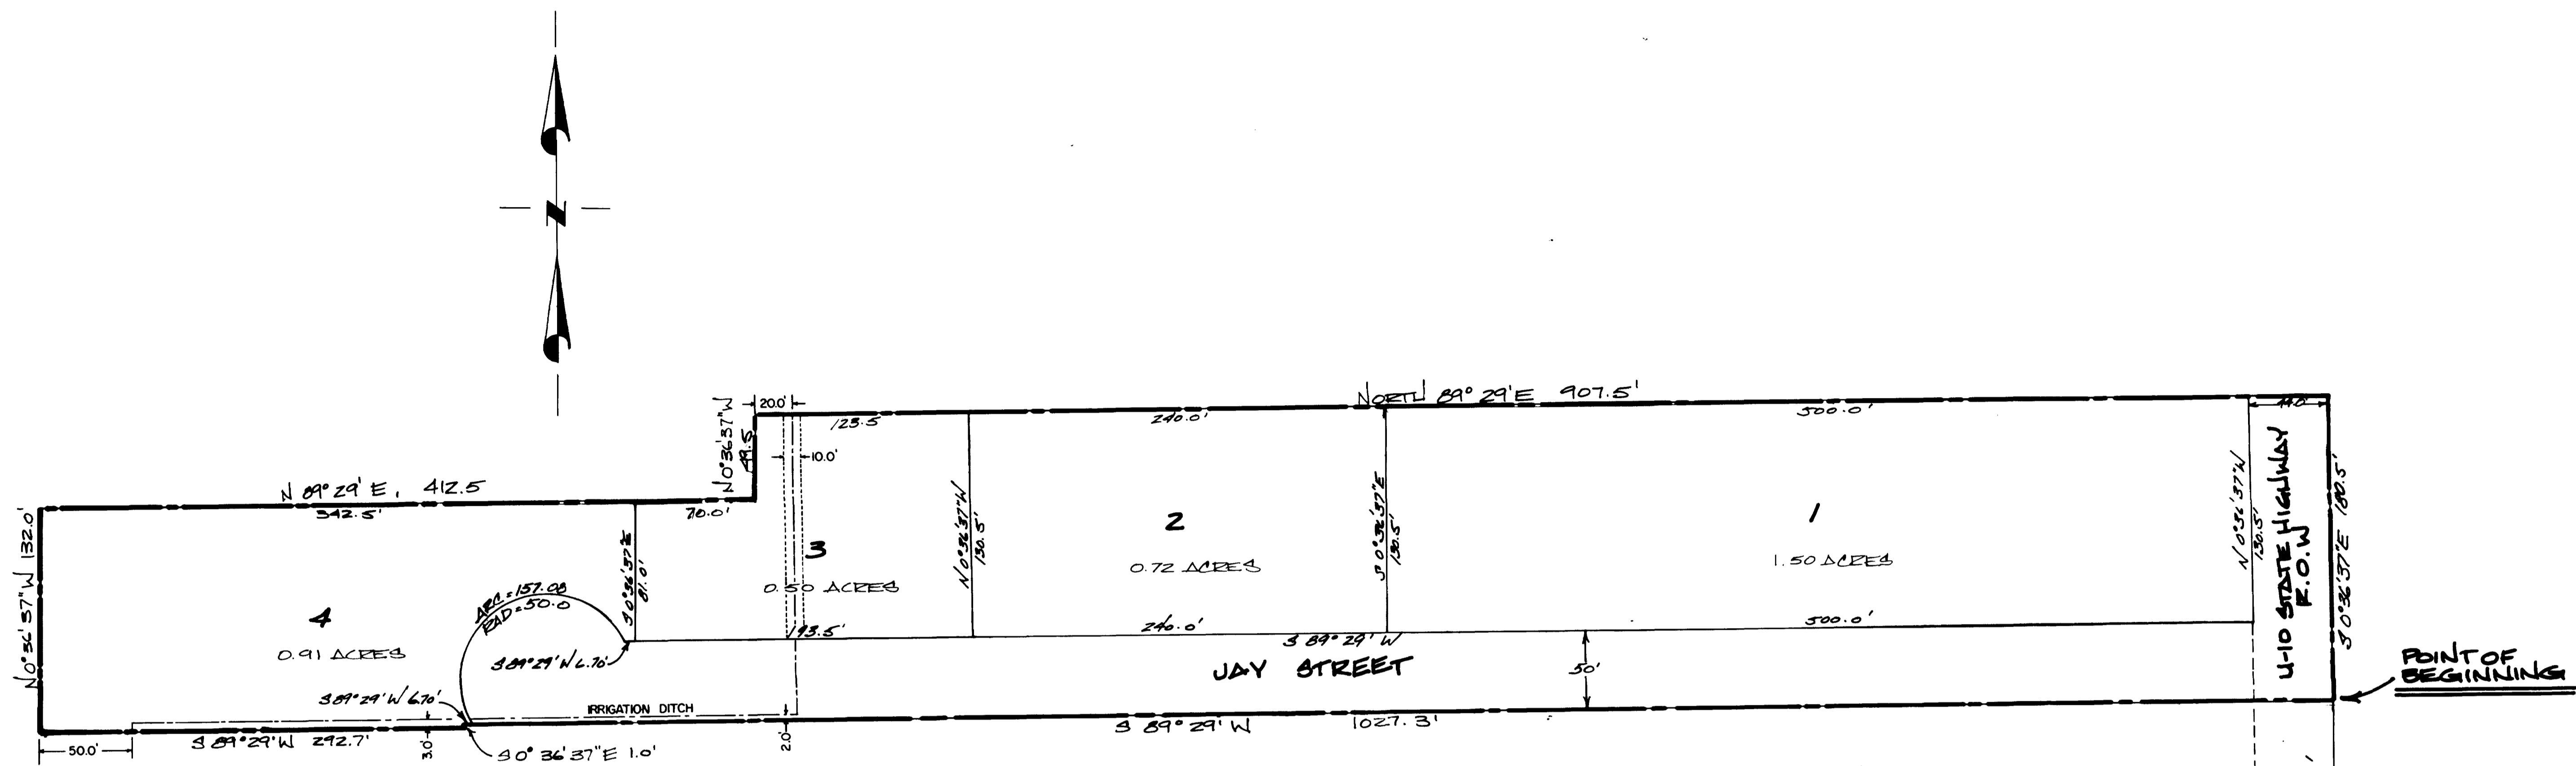 N
NORTH 89° 29' E 907.5'
20.0'
44.0'
123.5
240.0'
500.0'
N 0° 36' 37" W
49.5
10.0'
N 89° 29' E, 412.5
342.5'
70.0'
N 0° 36' 37" W 132.0'
S 0° 36' 37" E
81.0'
N 0° 36' 37" W
130.5'
S 0° 36' 37" E
130.5'
N 0° 36' 37" W
130.5'
U-10 STATE HIGHWAY
R.O.W
S 0° 36' 37" E 180.5'
4
0.91 ACRES
3
0.50 ACRES
2
0.72 ACRES
1
1.50 ACRES
ARC = 157.08
RAD = 50.0
193.5'
240.0'
500.0'
S 89° 29' W 6.70'
S 89° 29' W
JAY STREET
50'
POINT OF
BEGINNING
S 89° 29' W 6.70'
IRRIGATION DITCH
50.0'
S 89° 29' W 292.7'
3.0'
S 0° 36' 37" E 1.0'
2.0'
S 89° 29' W 1027.3'